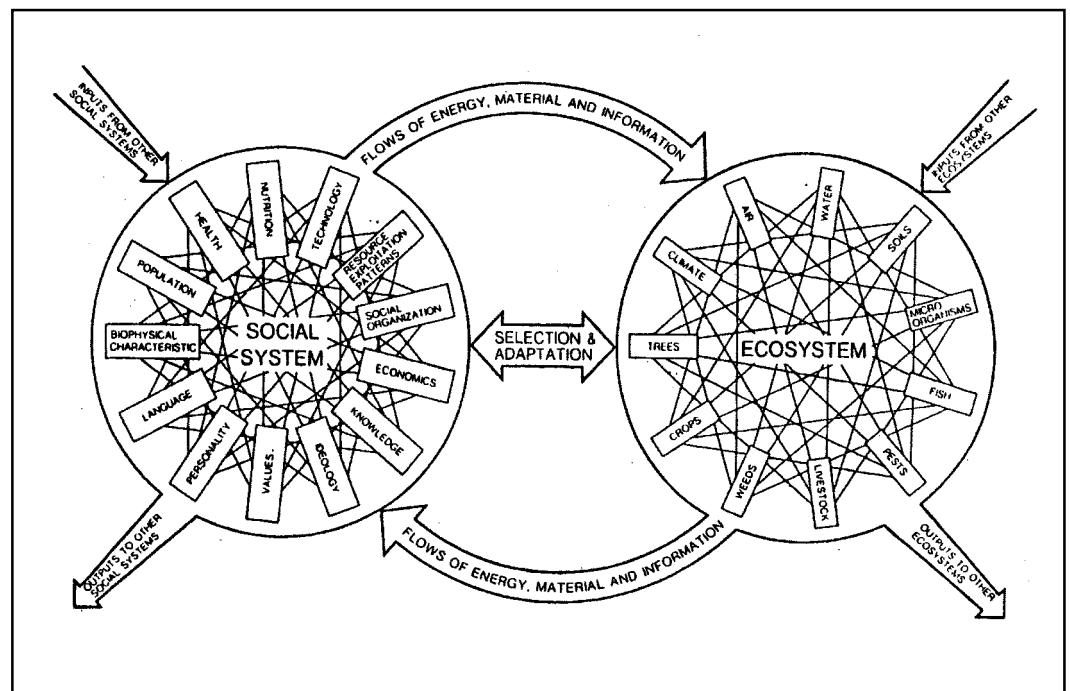 INPUTS FROM OTHER
SOCIAL SYSTEMS
FLOWS OF ENERGY, MATERIAL AND INFORMATION
INPUTS FROM OTHER
ECOSYSTEMS
NUTRITION
TECHNOLOGY
HEALTH
RESOURCE
EXPLOITATION
PATTERNS
POPULATION
SOCIAL
ORGANIZATION
BIOPHYSICAL
CHARACTERISTIC
SOCIAL
SYSTEM
ECONOMICS
LANGUAGE
KNOWLEDGE
PERSONALITY
VALUES.
IDEOLOGY
SELECTION &
ADAPTATION
AIR
WATER
SOILS
CLIMATE
MICRO
ORGANISMS
TREES
ECOSYSTEM
FISH
CROPS
PESTS
WEEDS
LIVESTOCK
OUTPUTS TO OTHER
SOCIAL SYSTEMS
FLOWS OF ENERGY, MATERIAL AND INFORMATION
OUTPUTS TO OTHER
ECOSYSTEMS